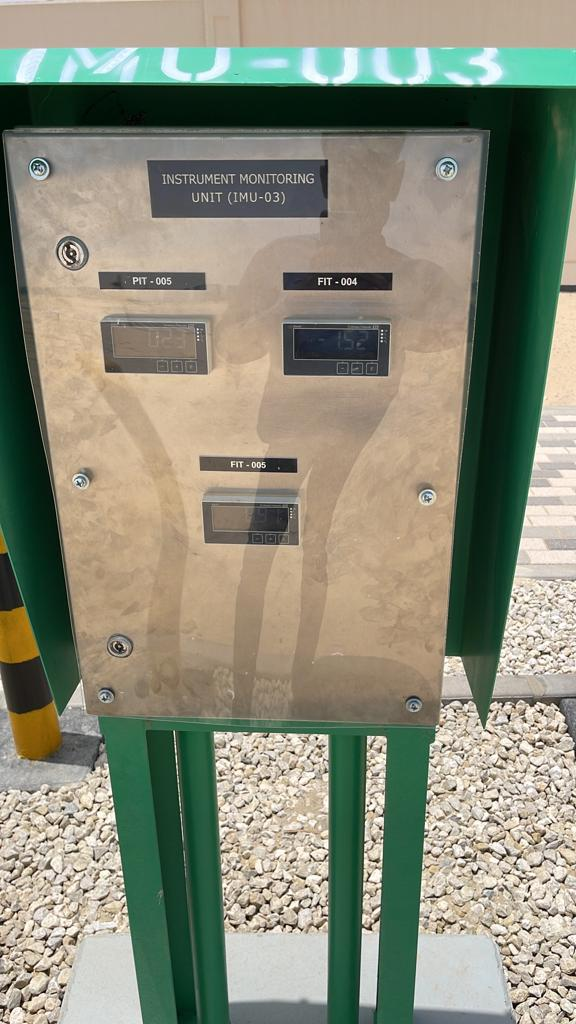 IMU-003
INSTRUMENT MONITORING
UNIT (IMU-03)
PIT - 005
FIT - 004
FIT - 005